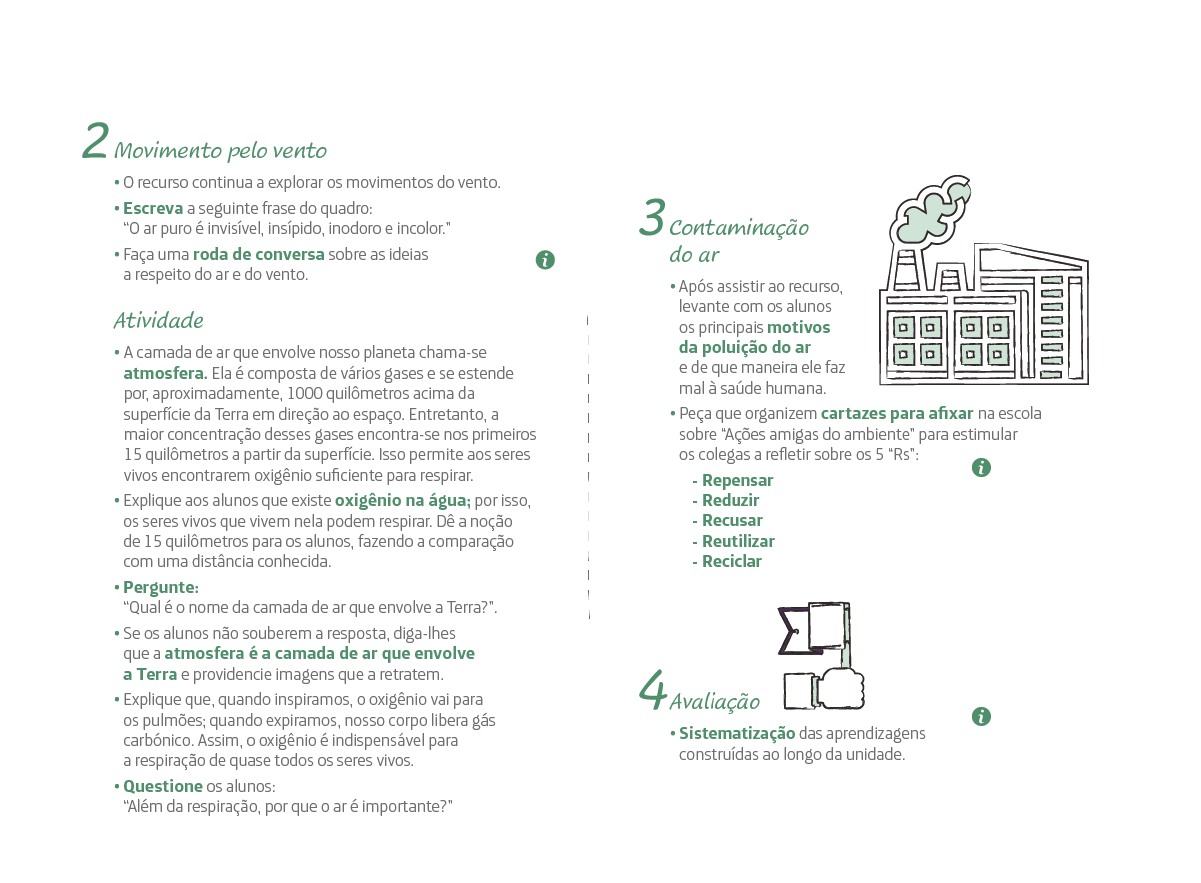 2 Movimento pelo vento
• O recurso continua a explorar os movimentos do vento.
• Escreva a seguinte frase do quadro:
“O ar puro é invisível, insípido, inodoro e incolor.”
• Faça uma roda de conversa sobre as ideias
a respeito do ar e do vento.
i
Atividade
• A camada de ar que envolve nosso planeta chama-se
atmosfera. Ela é composta de vários gases e se estende
por, aproximadamente, 1000 quilômetros acima da
superfície da Terra em direção ao espaço. Entretanto, a
maior concentração desses gases encontra-se nos primeiros
15 quilômetros a partir da superfície. Isso permite aos seres
vivos encontrarem oxigênio suficiente para respirar.
• Explique aos alunos que existe oxigênio na água; por isso,
os seres vivos que vivem nela podem respirar. Dê a noção
de 15 quilômetros para os alunos, fazendo a comparação
com uma distância conhecida.
• Pergunte:
“Qual é o nome da camada de ar que envolve a Terra?”.
• Se os alunos não souberem a resposta, diga-lhes
que a atmosfera é a camada de ar que envolve
a Terra e providencie imagens que a retratem.
• Explique que, quando inspiramos, o oxigênio vai para
os pulmões; quando expiramos, nosso corpo libera gás
carbónico. Assim, o oxigênio é indispensável para
a respiração de quase todos os seres vivos.
• Questione os alunos:
“Além da respiração, por que o ar é importante?”
3 Contaminação
do ar
• Após assistir ao recurso,
levante com os alunos
os principais motivos
da poluição do ar
e de que maneira ele faz
mal à saúde humana.
• Peça que organizem cartazes para afixar na escola
sobre “Ações amigas do ambiente” para estimular
os colegas a refletir sobre os 5 “Rs”:
i
- Repensar
- Reduzir
- Recusar
- Reutilizar
- Reciclar
4 Avaliação
i
• Sistematização das aprendizagens
construídas ao longo da unidade.